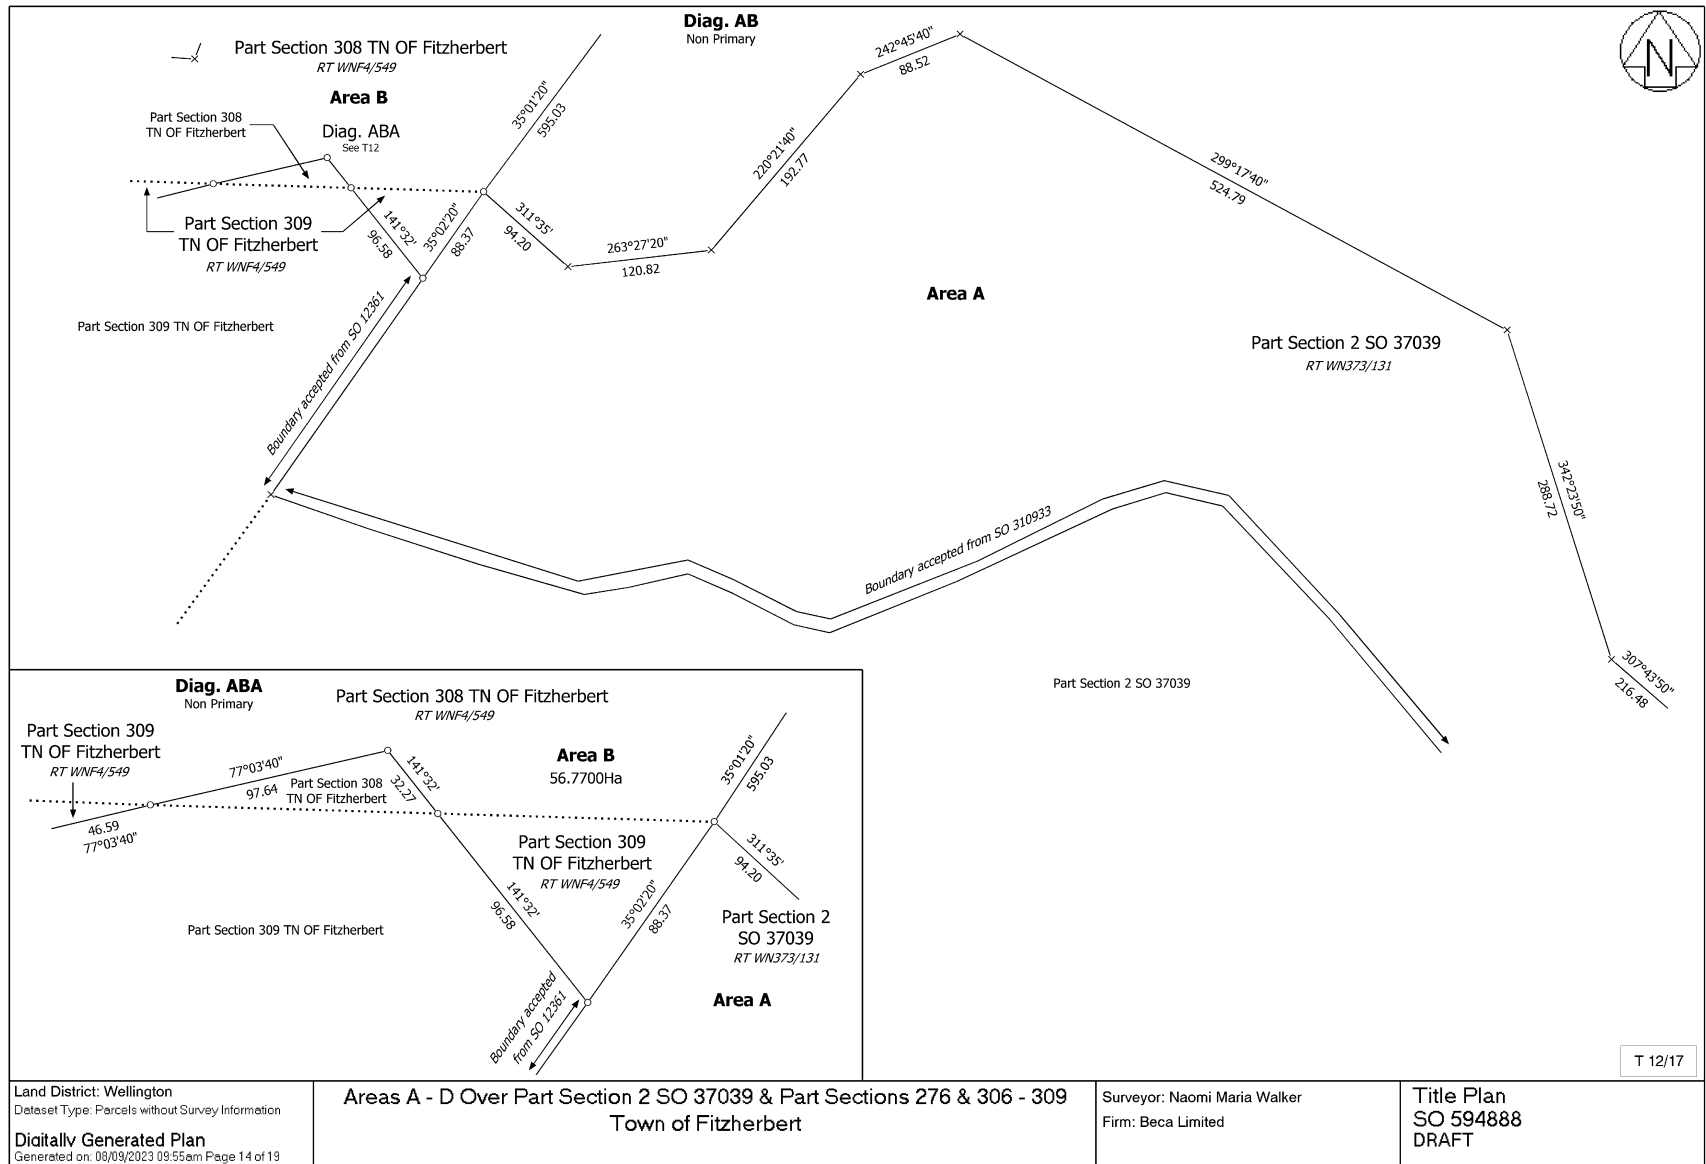 Diag. AB
Non Primary
N
Part Section 308 TN OF Fitzherbert
RT WNF4/549
Area B
Part Section 308
TN OF Fitzherbert
Diag. ABA
See T12
Part Section 309
TN OF Fitzherbert
RT WNF4/549
141°32'
96.58
35°02'20"
88.37
35°01'20"
595.03
311°35'
94.20
263°27'20"
120.82
220°21'40"
192.77
242°45'40"
88.52
299°17'40"
524.79
Area A
Part Section 2 SO 37039
RT WN373/131
Part Section 309 TN OF Fitzherbert
Boundary accepted from SO 12361
342°23'50"
288.72
Boundary accepted from SO 310933
307°43'50"
216.48
Part Section 2 SO 37039
Diag. ABA
Non Primary
Part Section 308 TN OF Fitzherbert
RT WNF4/549
Part Section 309
TN OF Fitzherbert
RT WNF4/549
77°03'40"
97.64
Part Section 308
TN OF Fitzherbert
141°32'
32.27
Area B
56.7700Ha
35°01'20"
595.03
46.59
77°03'40"
Part Section 309
TN OF Fitzherbert
RT WNF4/549
141°32'
96.58
35°02'20"
88.37
311°35'
94.20
Part Section 2
SO 37039
RT WN373/131
Part Section 309 TN OF Fitzherbert
Boundary accepted
from SO 12361
Area A
T 12/17
Land District: Wellington
Dataset Type: Parcels without Survey Information
Digitally Generated Plan
Generated on: 08/09/2023 09:55am Page 14 of 19
Areas A - D Over Part Section 2 SO 37039 & Part Sections 276 & 306 - 309
Town of Fitzherbert
Surveyor: Naomi Maria Walker
Firm: Beca Limited
Title Plan
SO 594888
DRAFT